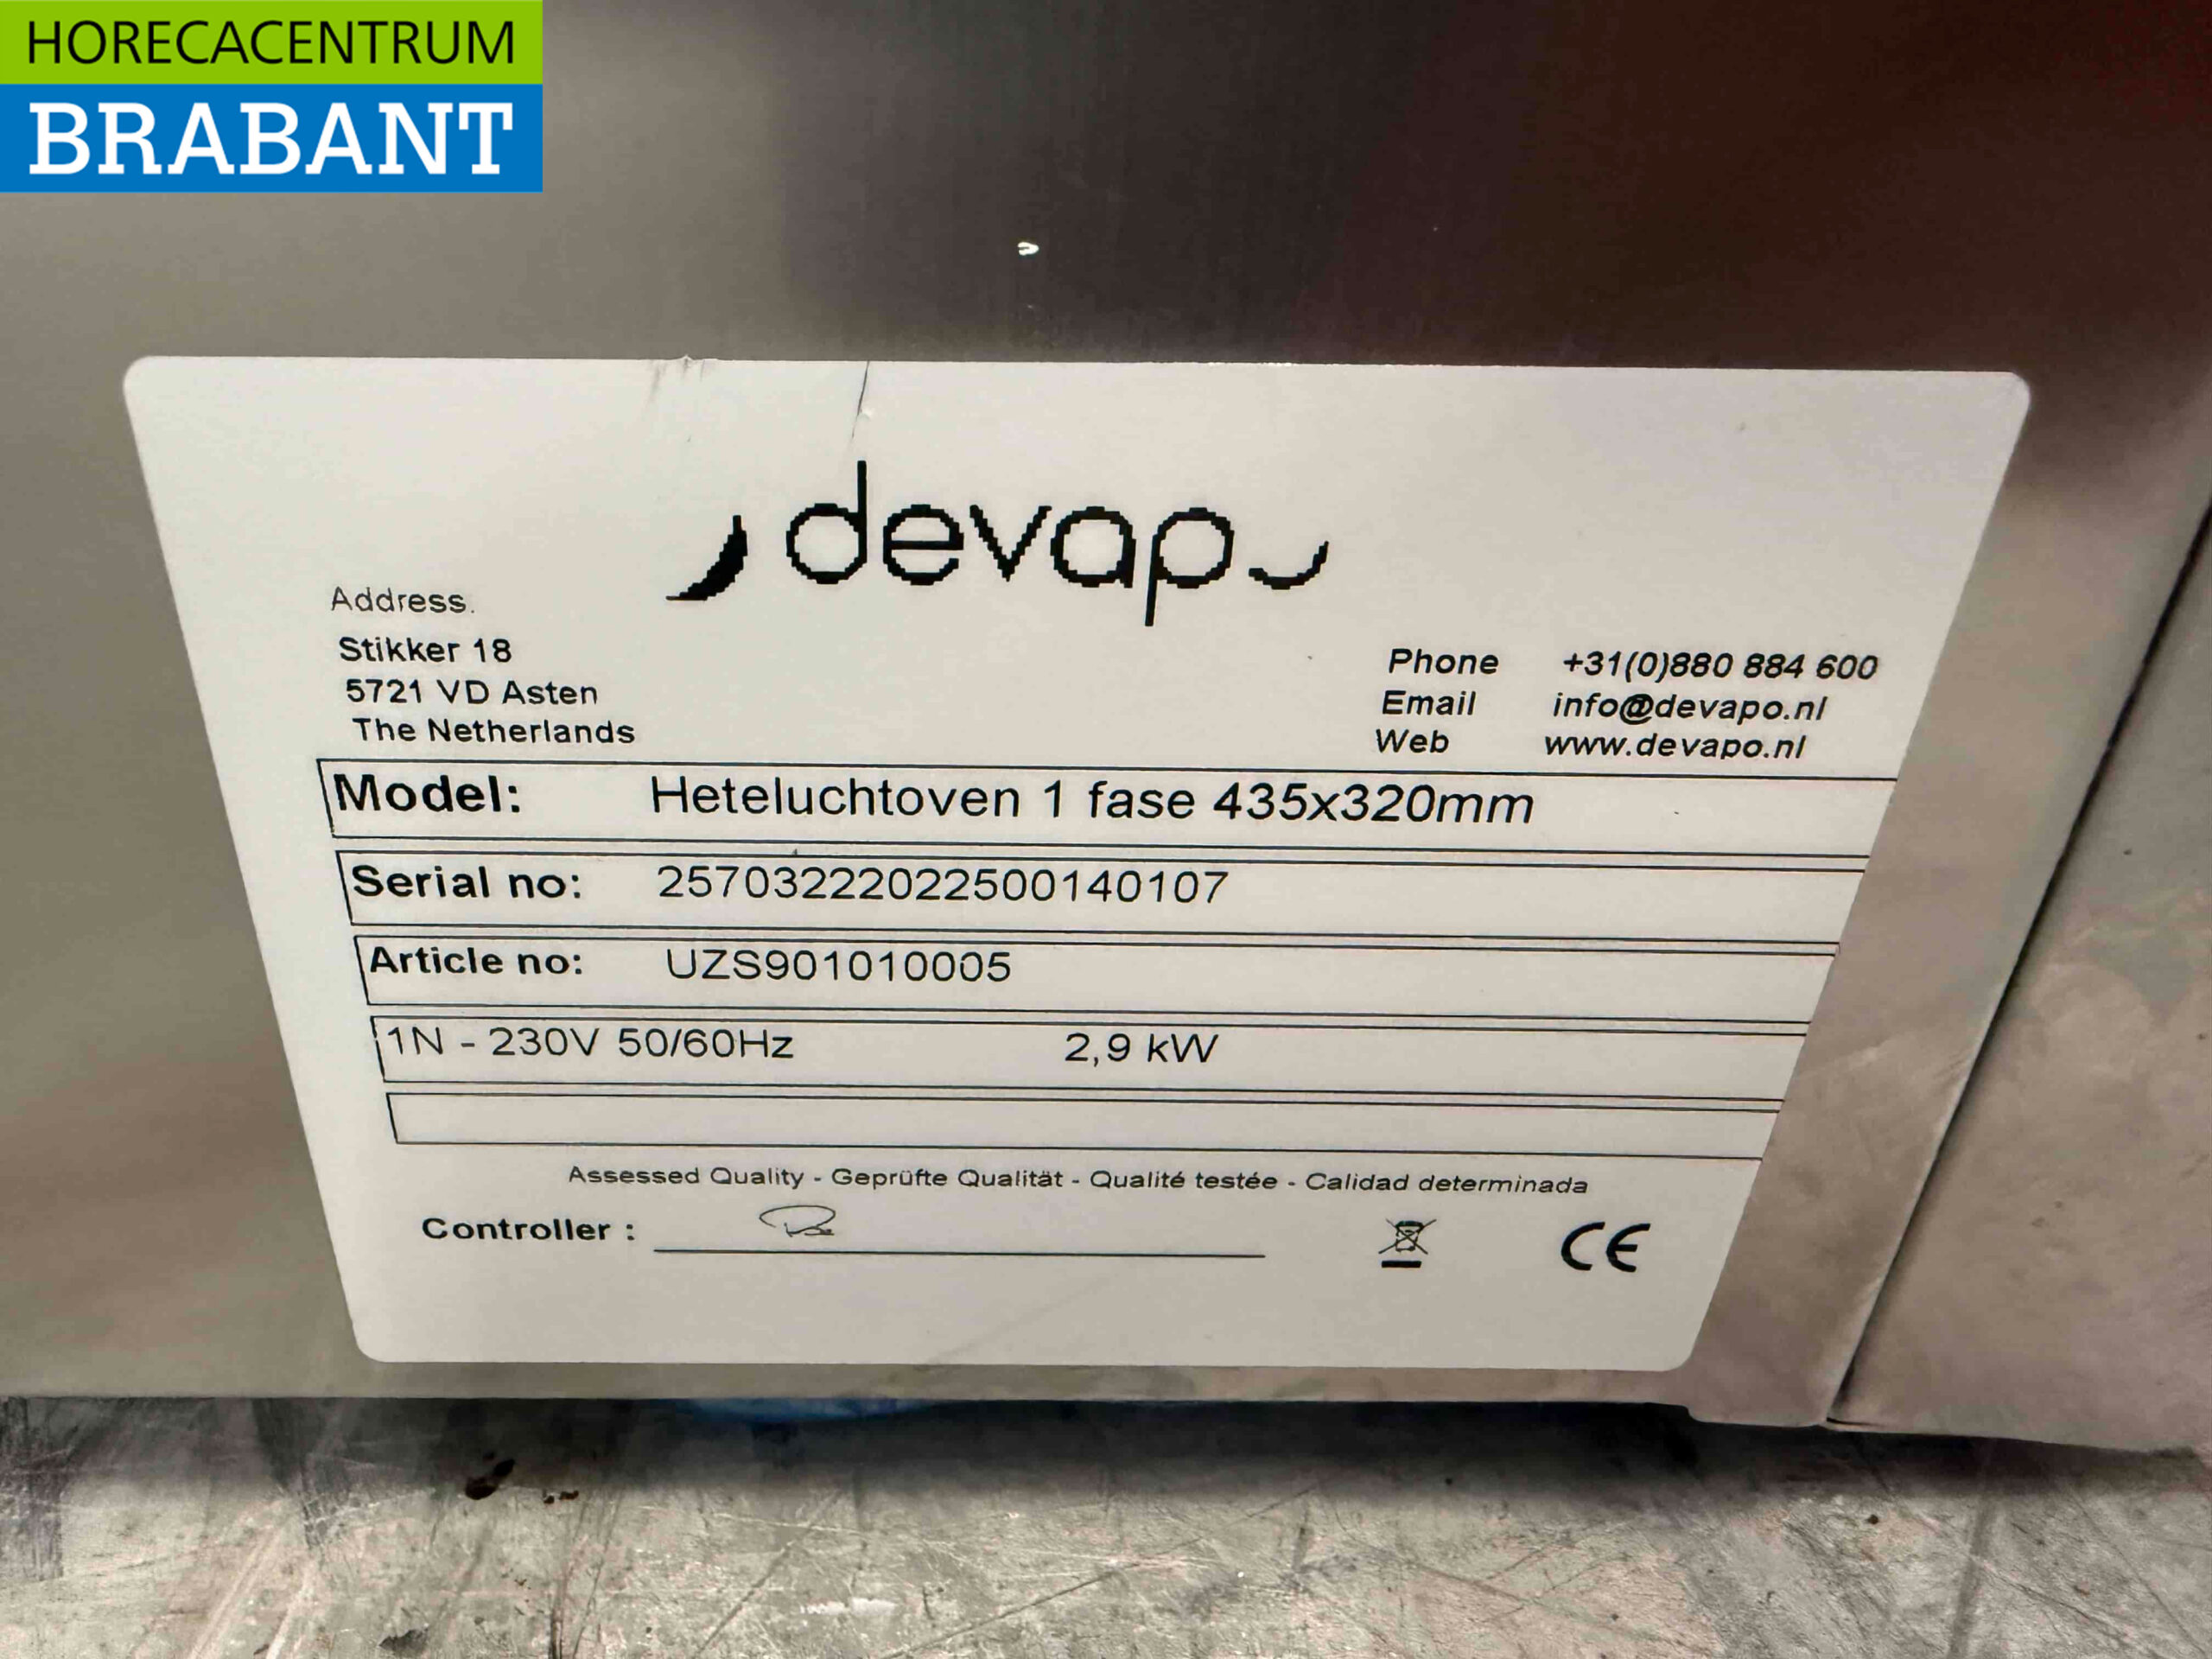 HORECACENTRUM
BRABANT
devapo
Address.
Stikker 18
5721 VD Asten
The Netherlands
Phone +31(0)880 884 600
Email info@devapo.nl
Web www.devapo.nl
Model: Heteluchtoven 1 fase 435x320mm
Serial no: 25703222022500140107
Article no: UZS901010005
1N - 230V 50/60Hz 2,9 kW
Assessed Quality - Geprüfte Qualität - Qualité testée - Calidad determinada
Controller :
CE